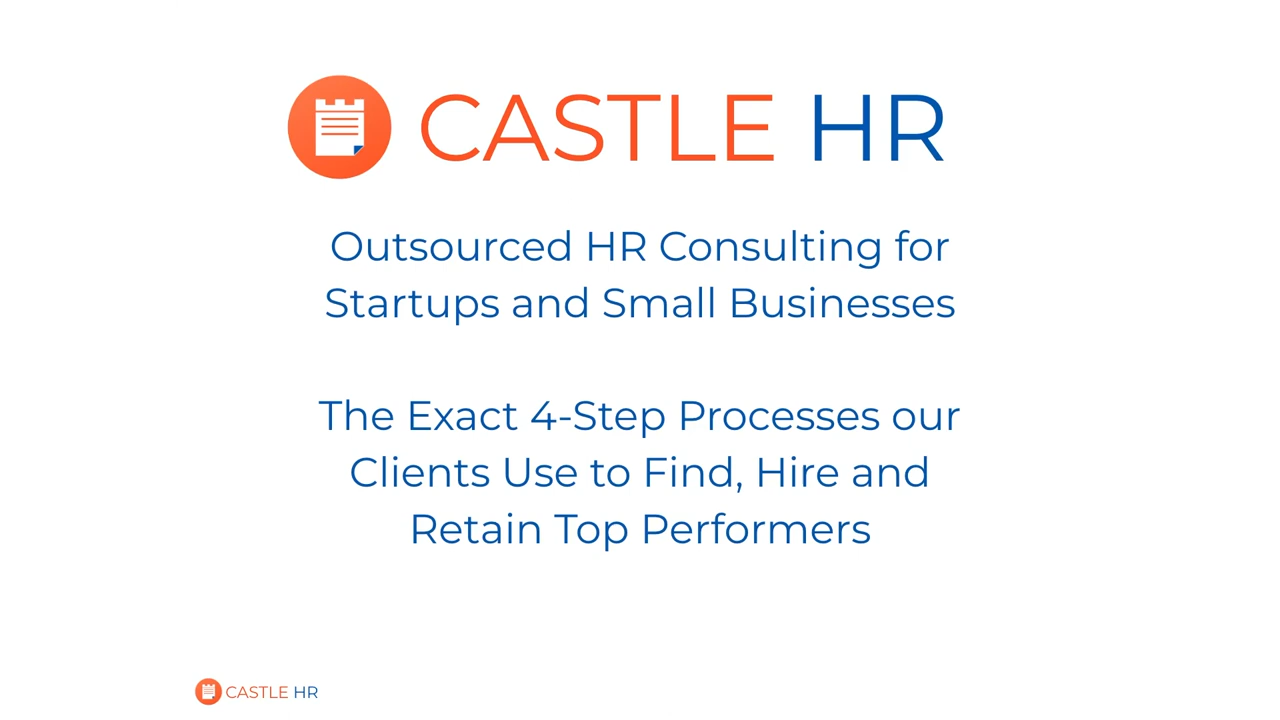 CASTLE HR
Outsourced HR Consulting for
Startups and Small Businesses
The Exact 4-Step Processes our
Clients Use to Find, Hire and
Retain Top Performers
CASTLE HR